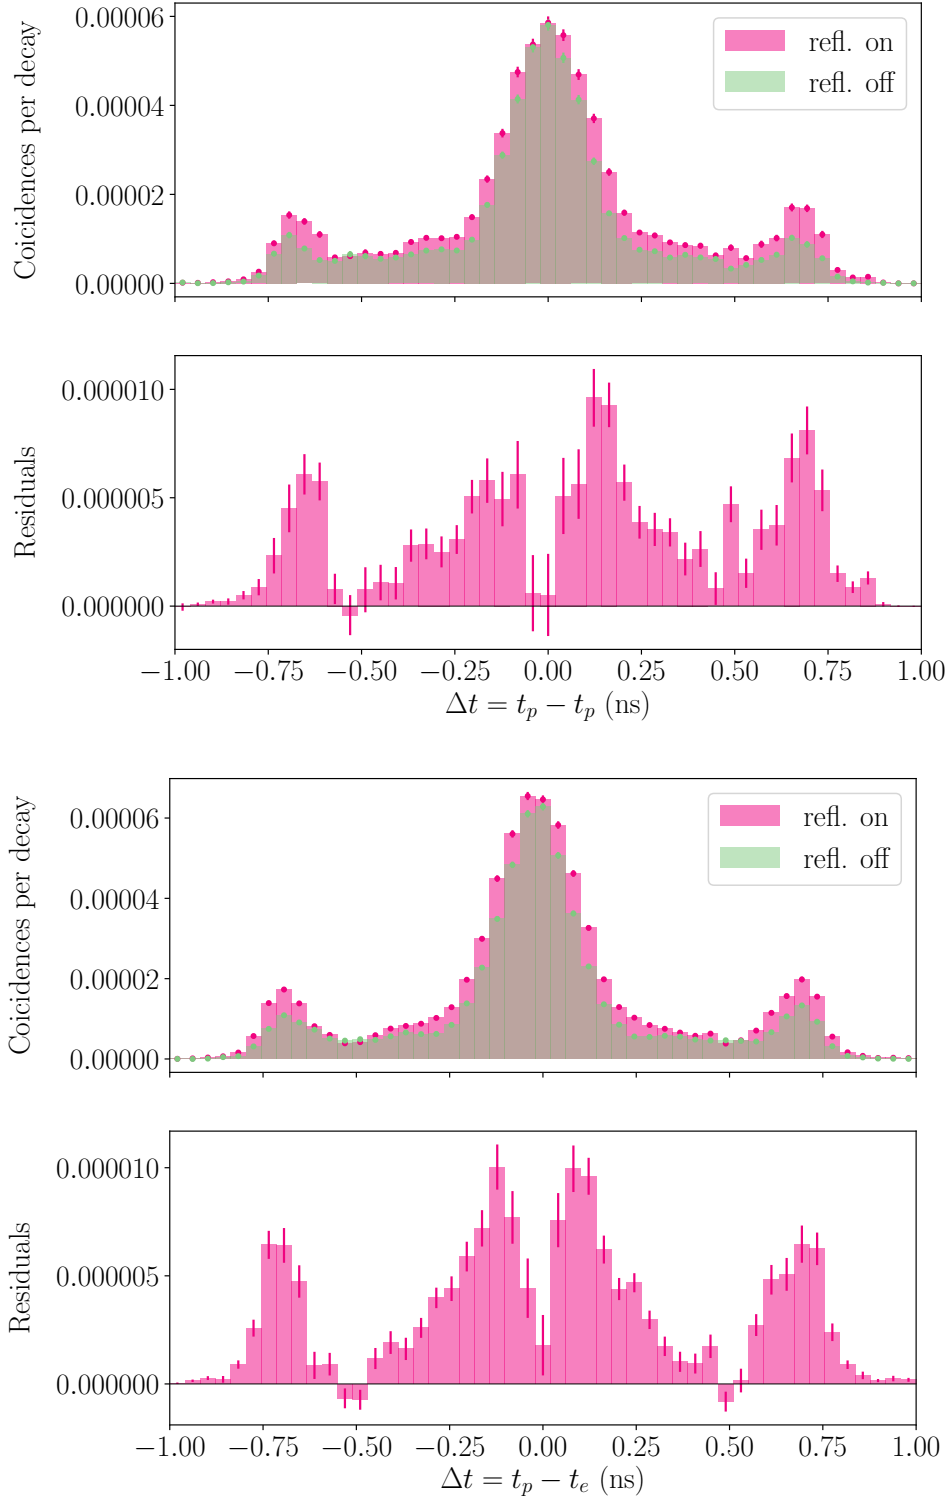 Coicidences per decay
0.00006
0.00004
0.00002
0.00000
refl. on
refl. off
Residuals
0.000010
0.000005
0.000000
−1.00 −0.75 −0.50 −0.25 0.00 0.25 0.50 0.75 1.00
Δt = t_p − t_p (ns)
Coicidences per decay
0.00006
0.00004
0.00002
0.00000
refl. on
refl. off
Residuals
0.000010
0.000005
0.000000
−1.00 −0.75 −0.50 −0.25 0.00 0.25 0.50 0.75 1.00
Δt = t_p − t_e (ns)